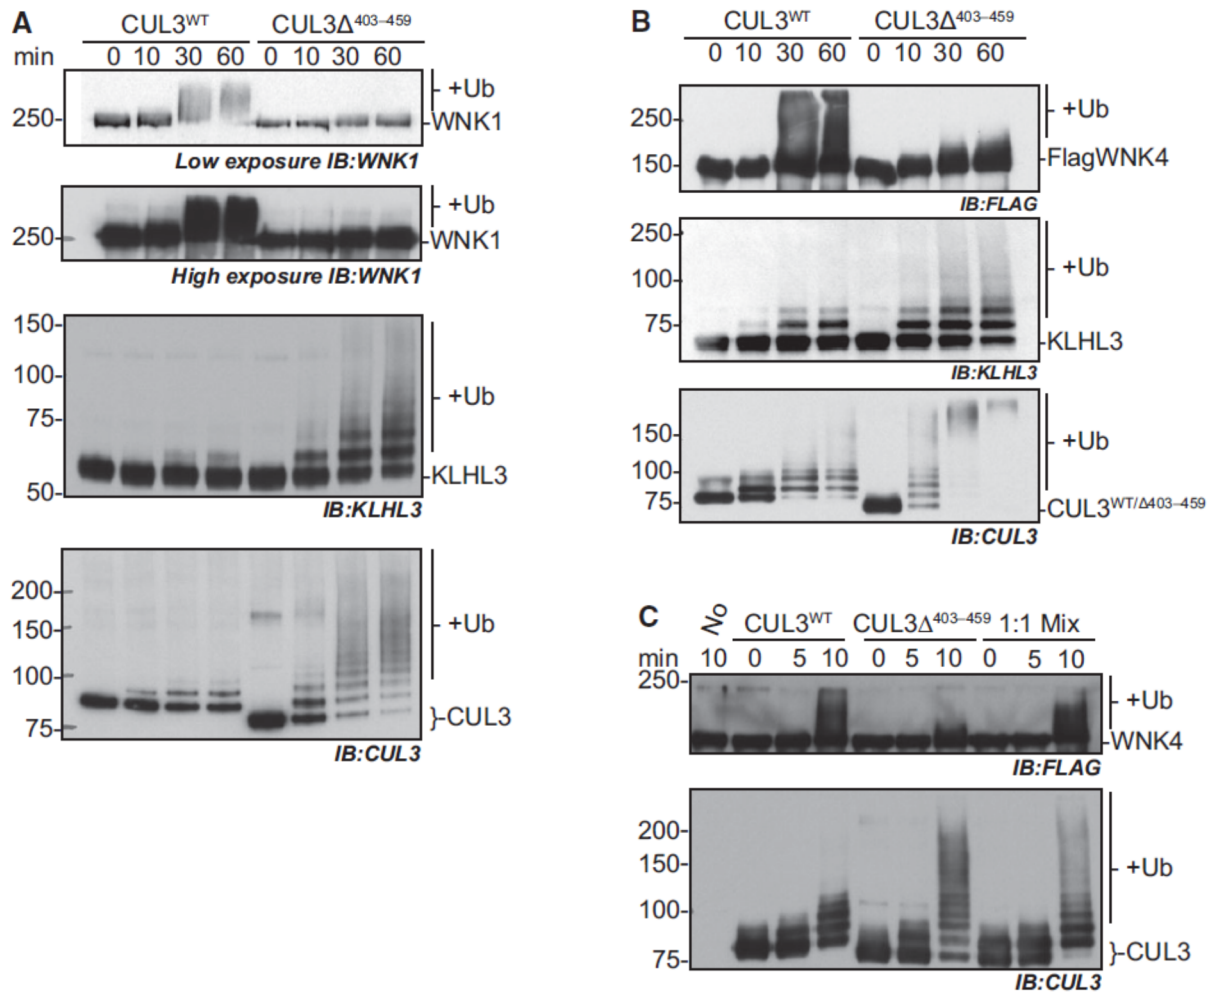 A
CUL3WT CUL3Δ403–459
min 0 10 30 60 0 10 30 60
+Ub
250-
WNK1
Low exposure IB:WNK1
+Ub
250-
WNK1
High exposure IB:WNK1
150-
100-
+Ub
75-
KLHL3
50-
IB:KLHL3
200-
150-
+Ub
100-
}-CUL3
75-
IB:CUL3
B
CUL3WT CUL3Δ403–459
0 10 30 60 0 10 30 60
+Ub
250-
150-
FlagWNK4
IB:FLAG
250-
+Ub
100-
75-
KLHL3
IB:KLHL3
150-
+Ub
100-
75-
CUL3WT/Δ403–459
IB:CUL3
C
No CUL3WT CUL3Δ403–459 1:1 Mix
min 10 0 5 10 0 5 10 0 5 10
250-
+Ub
WNK4
IB:FLAG
200-
150-
+Ub
100-
75-
}-CUL3
IB:CUL3